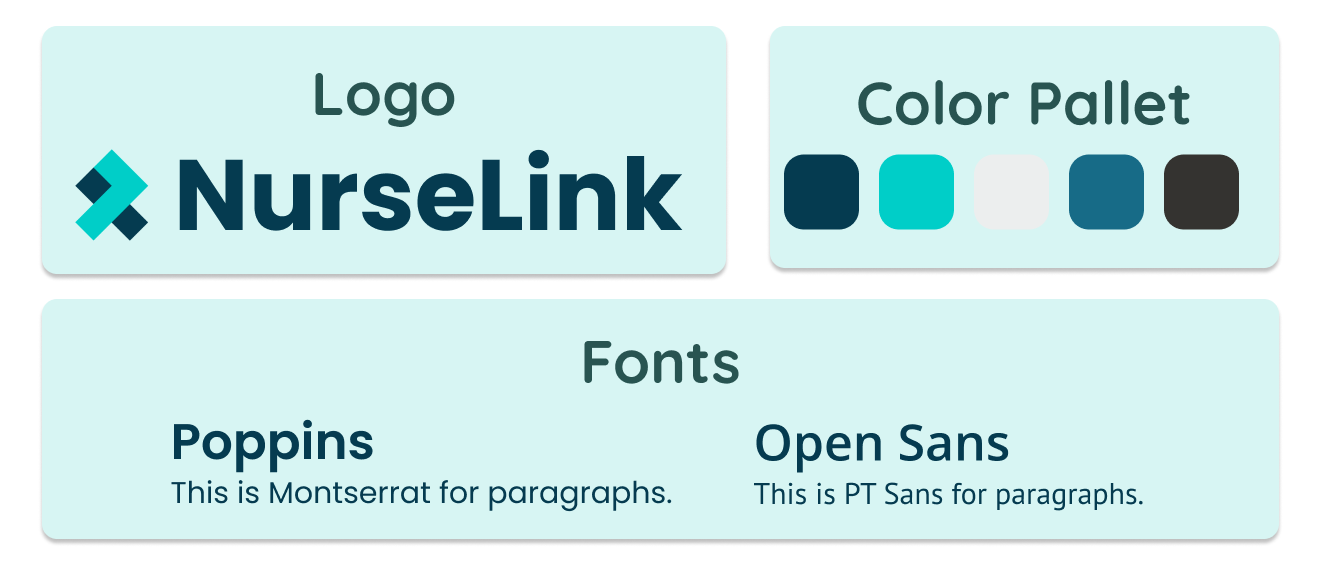 Logo
NurseLink
Color Pallet
Fonts
Poppins
This is Montserrat for paragraphs.
Open Sans
This is PT Sans for paragraphs.